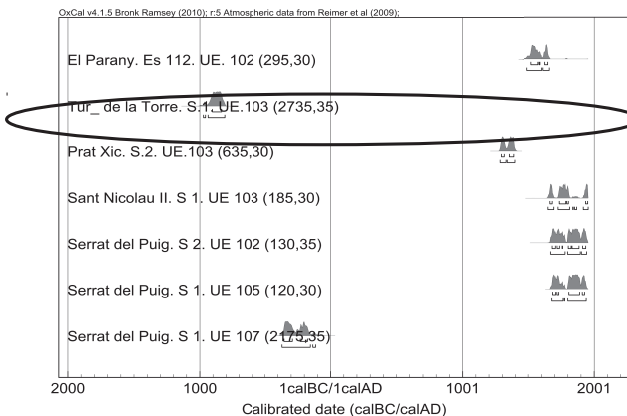 OxCal v4.1.5 Bronk Ramsey (2010); r:5 Atmospheric data from Reimer et al (2009);
El Parany. Es 112. UE. 102 (295,30)
Tur_ de la Torre. S.1. UE.103 (2735,35)
Prat Xic. S.2. UE.103 (635,30)
Sant Nicolau II. S 1. UE 103 (185,30)
Serrat del Puig. S 2. UE 102 (130,35)
Serrat del Puig. S 1. UE 105 (120,30)
Serrat del Puig. S 1. UE 107 (2175,35)
2000 1000 1calBC/1calAD 1001 2001
Calibrated date (calBC/calAD)